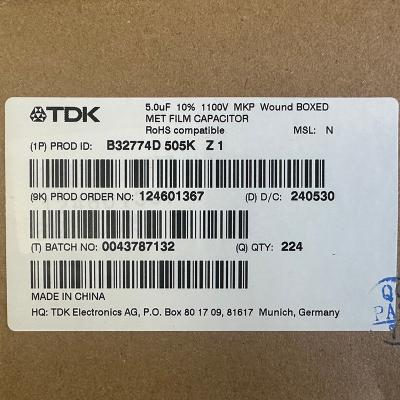 TDK
5.0uF 10% 1100V MKP Wound BOXED
MET FILM CAPACITOR
RoHS compatible MSL: N
(1P) PROD ID: B32774D 505K Z 1
(9K) PROD ORDER NO: 124601367 (D) D/C: 240530
(T) BATCH NO: 0043787132 (Q) QTY: 224
MADE IN CHINA
HQ: TDK Electronics AG, P.O. Box 80 17 09, 81617 Munich, Germany